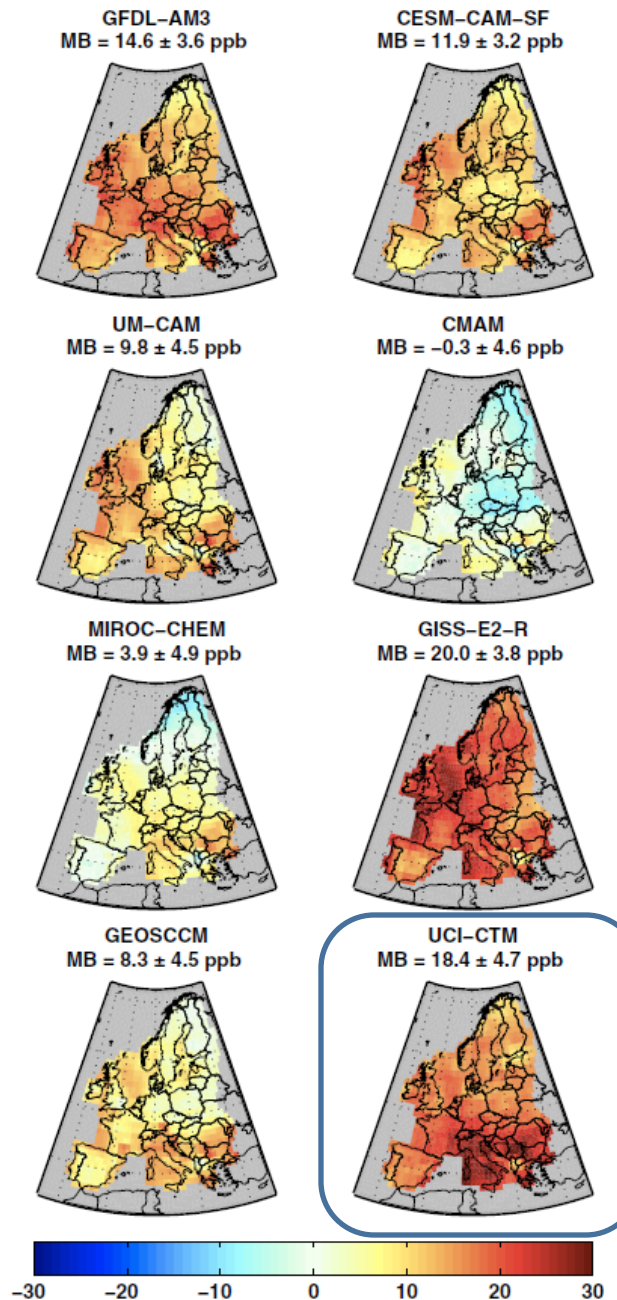 GFDL−AM3
MB = 14.6 ± 3.6 ppb
CESM−CAM−SF
MB = 11.9 ± 3.2 ppb
UM−CAM
MB = 9.8 ± 4.5 ppb
CMAM
MB = −0.3 ± 4.6 ppb
MIROC−CHEM
MB = 3.9 ± 4.9 ppb
GISS−E2−R
MB = 20.0 ± 3.8 ppb
GEOSCCM
MB = 8.3 ± 4.5 ppb
UCI−CTM
MB = 18.4 ± 4.7 ppb
−30 −20 −10 0 10 20 30